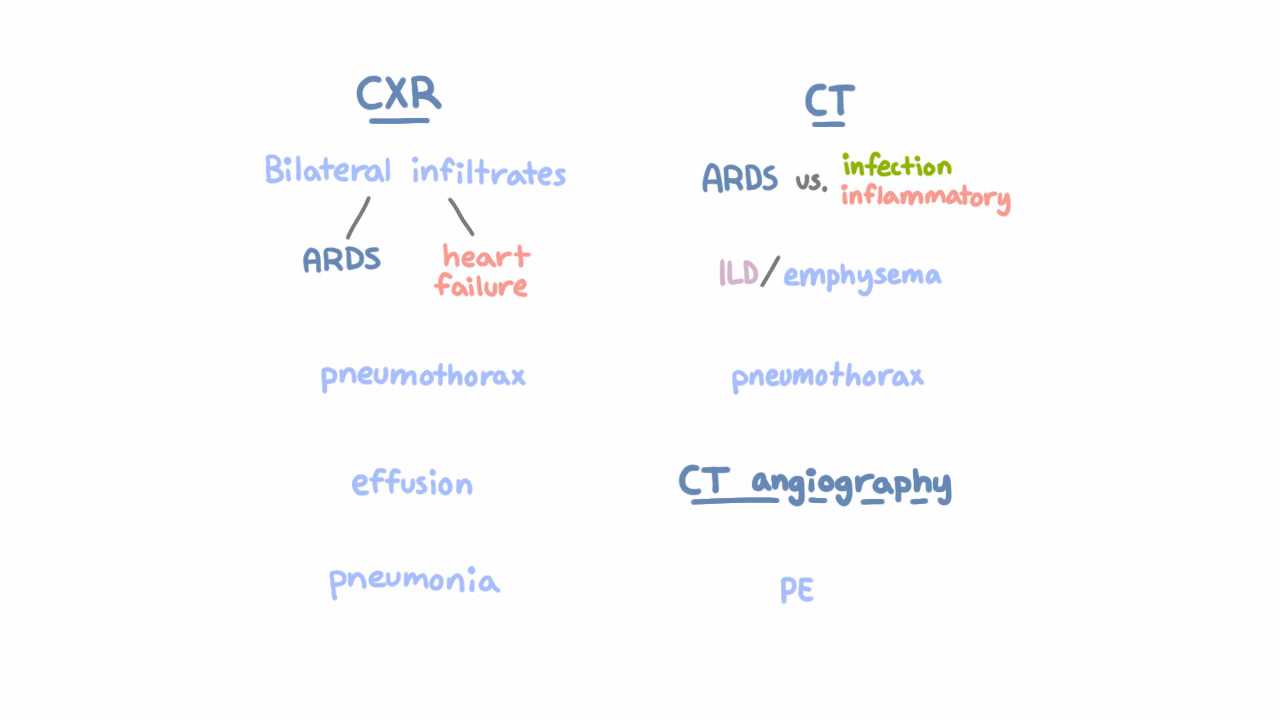 CXR
Bilateral infiltrates
ARDS
heart
failure
pneumothorax
effusion
pneumonia
CT
ARDS vs. infection
inflammatory
ILD/emphysema
pneumothorax
CT angiography
PE